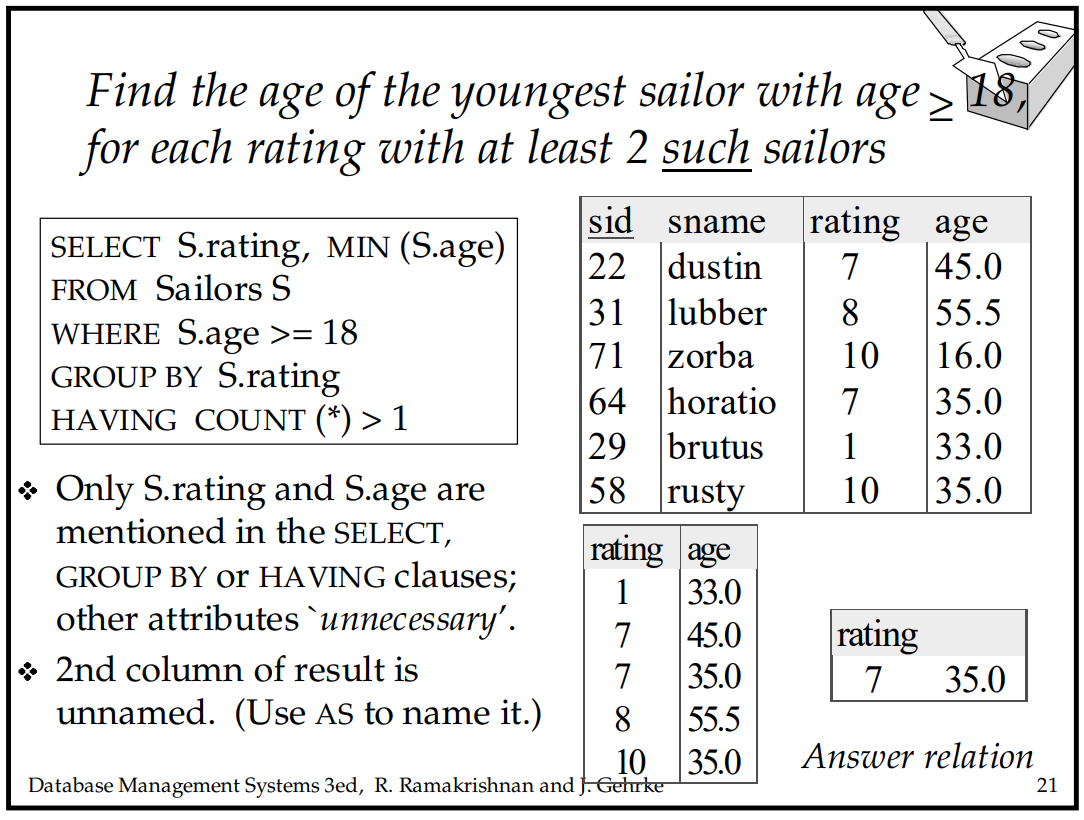 Find the age of the youngest sailor with age ≥ 18,
for each rating with at least 2 such sailors
SELECT S.rating, MIN (S.age)
FROM Sailors S
WHERE S.age >= 18
GROUP BY S.rating
HAVING COUNT (*) > 1
❖ Only S.rating and S.age are
mentioned in the SELECT,
GROUP BY or HAVING clauses;
other attributes `unnecessary’.
❖ 2nd column of result is
unnamed. (Use AS to name it.)
sid sname rating age
22 dustin 7 45.0
31 lubber 8 55.5
71 zorba 10 16.0
64 horatio 7 35.0
29 brutus 1 33.0
58 rusty 10 35.0
rating age
1 33.0
7 45.0
7 35.0
8 55.5
10 35.0
rating
7 35.0
Answer relation
Database Management Systems 3ed, R. Ramakrishnan and J. Gehrke 21